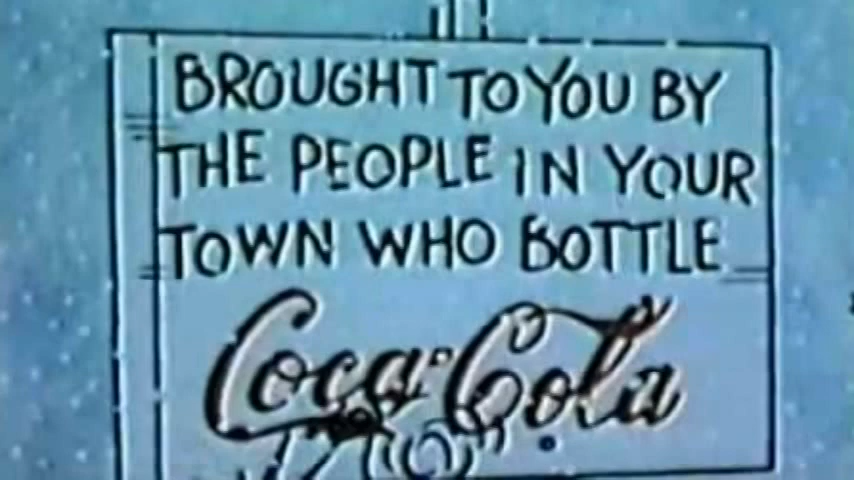 BROUGHT TO YOU BY
THE PEOPLE IN YOUR
TOWN WHO BOTTLE
Coca-Cola